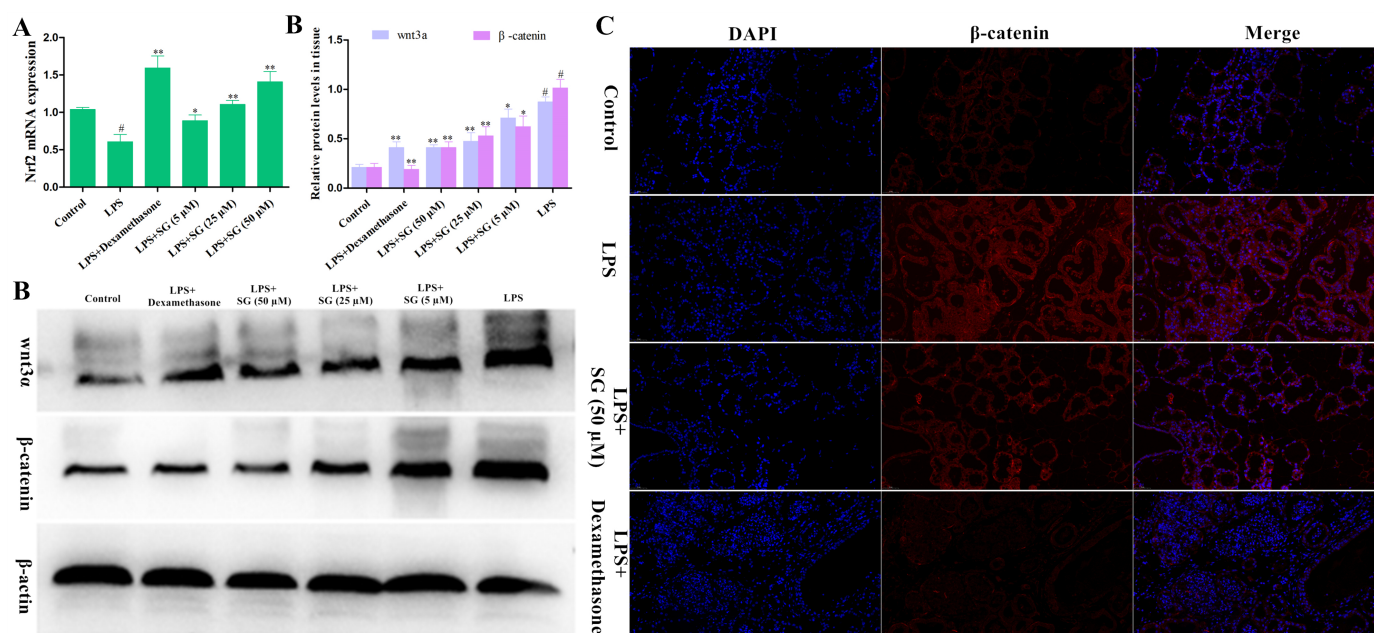 A
Nrf2 mRNA expression
2.0
1.5
1.0
0.5
0.0
#
**
*
**
**
Control
LPS
LPS+Dexamethasone
LPS+SG (5 μM)
LPS+SG (25 μM)
LPS+SG (50 μM)
B
wnt3a
β-catenin
Relative protein levels in tissue
1.5
1.0
0.5
0.0
**
**
**
**
**
**
*
*
#
#
Control
LPS+Dexamethasone
LPS+SG (50 μM)
LPS+SG (25 μM)
LPS+SG (5 μM)
LPS
B
Control
LPS+
Dexamethasone
LPS+
SG (50 μM)
LPS+
SG (25 μM)
LPS+
SG (5 μM)
LPS
wnt3α
β-catenin
β-actin
C
DAPI
β-catenin
Merge
Control
LPS
LPS+
SG (50 μM)
LPS+
Dexamethasone